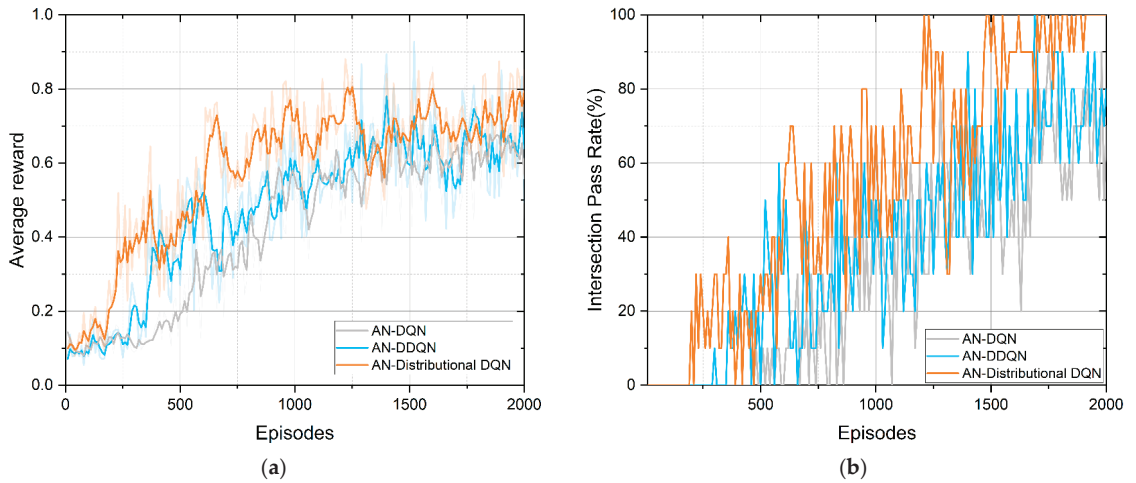 1.0
0.8
0.6
0.4
0.2
0.0
Average reward
0
500
1000
1500
2000
Episodes
AN-DQN
AN-DDQN
AN-Distributional DQN
(a)
100
80
60
40
20
0
Intersection Pass Rate(%)
500
1000
1500
2000
Episodes
AN-DQN
AN-DDQN
AN-Distributional DQN
(b)